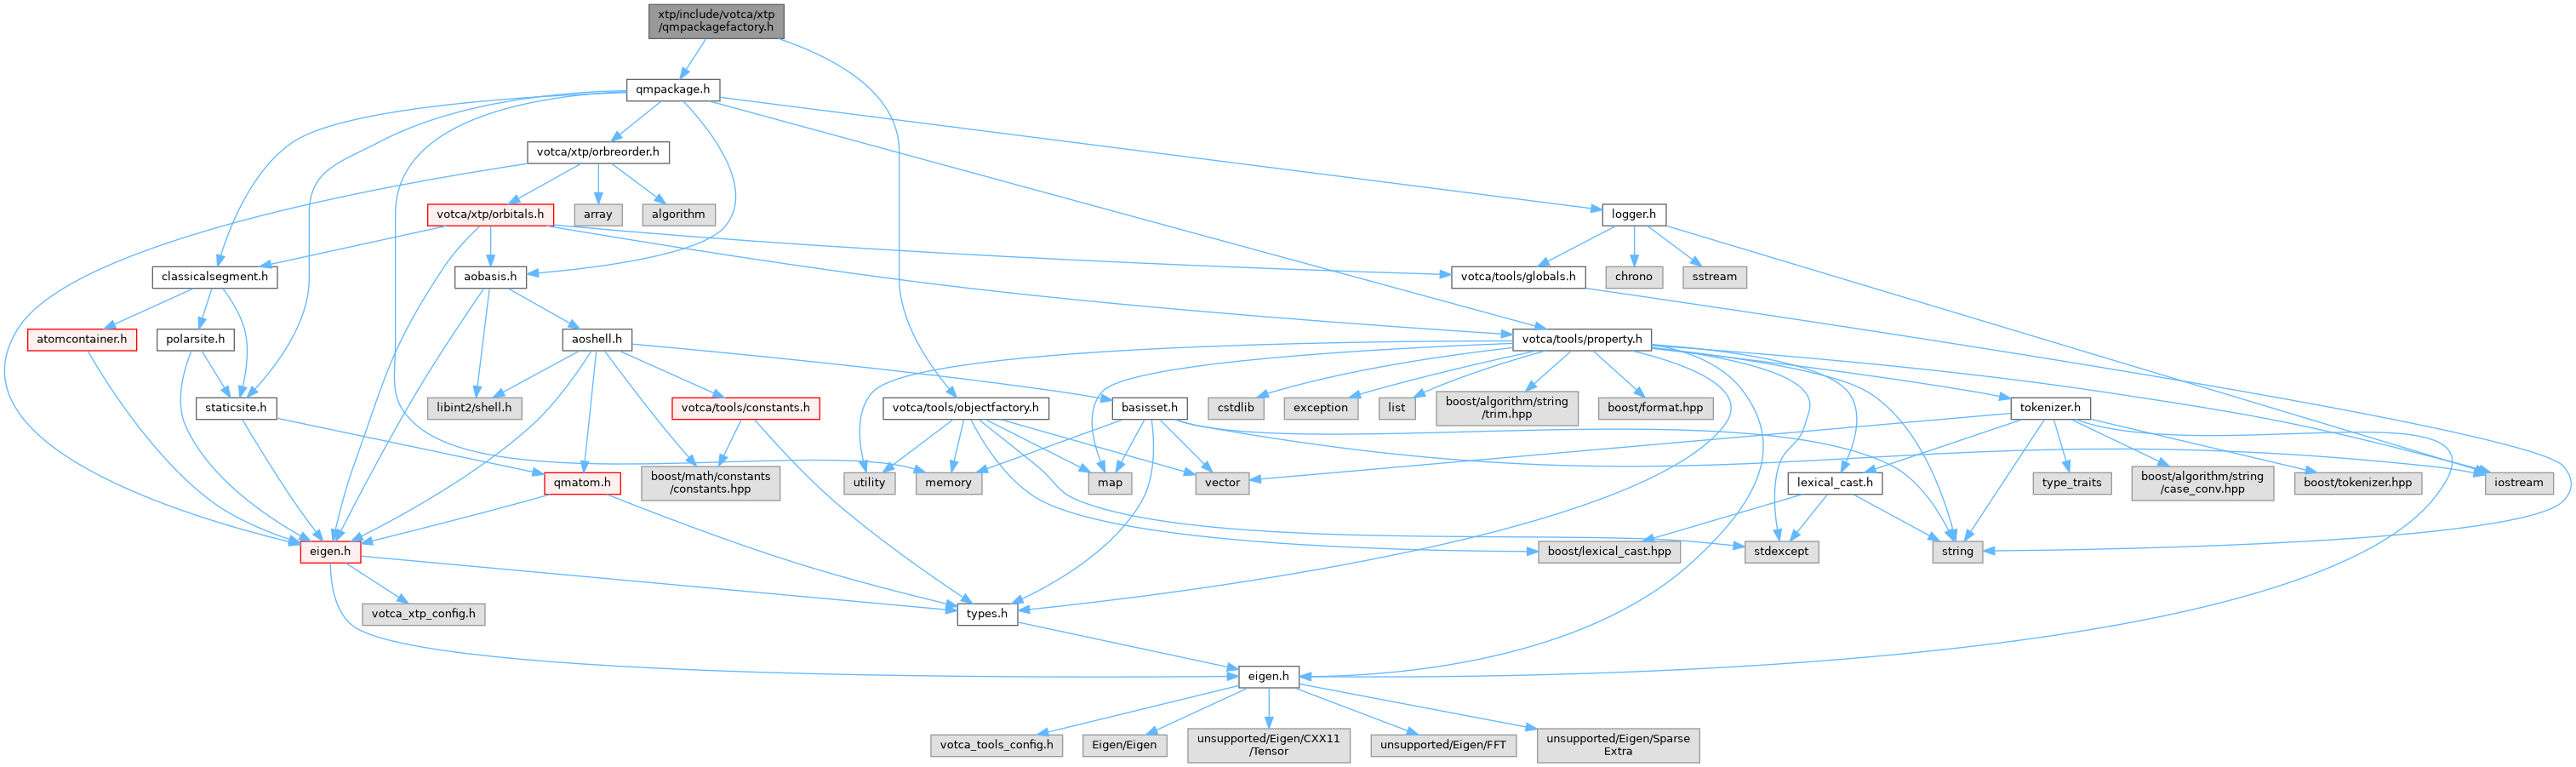 xtp/include/votca/xtp
/qmpackagefactory.h
qmpackage.h
votca/xtp/orbreorder.h
votca/xtp/orbitals.h
array
algorithm
logger.h
classicalsegment.h
aobasis.h
votca/tools/globals.h
chrono
sstream
atomcontainer.h
polarsite.h
aoshell.h
votca/tools/property.h
staticsite.h
libint2/shell.h
votca/tools/constants.h
votca/tools/objectfactory.h
basisset.h
cstdlib
exception
list
boost/algorithm/string
/trim.hpp
boost/format.hpp
tokenizer.h
qmatom.h
boost/math/constants
/constants.hpp
utility
memory
map
vector
lexical_cast.h
type_traits
boost/algorithm/string
/case_conv.hpp
boost/tokenizer.hpp
iostream
eigen.h
boost/lexical_cast.hpp
stdexcept
string
votca_xtp_config.h
types.h
eigen.h
votca_tools_config.h
Eigen/Eigen
unsupported/Eigen/CXX11
/Tensor
unsupported/Eigen/FFT
unsupported/Eigen/Sparse
Extra